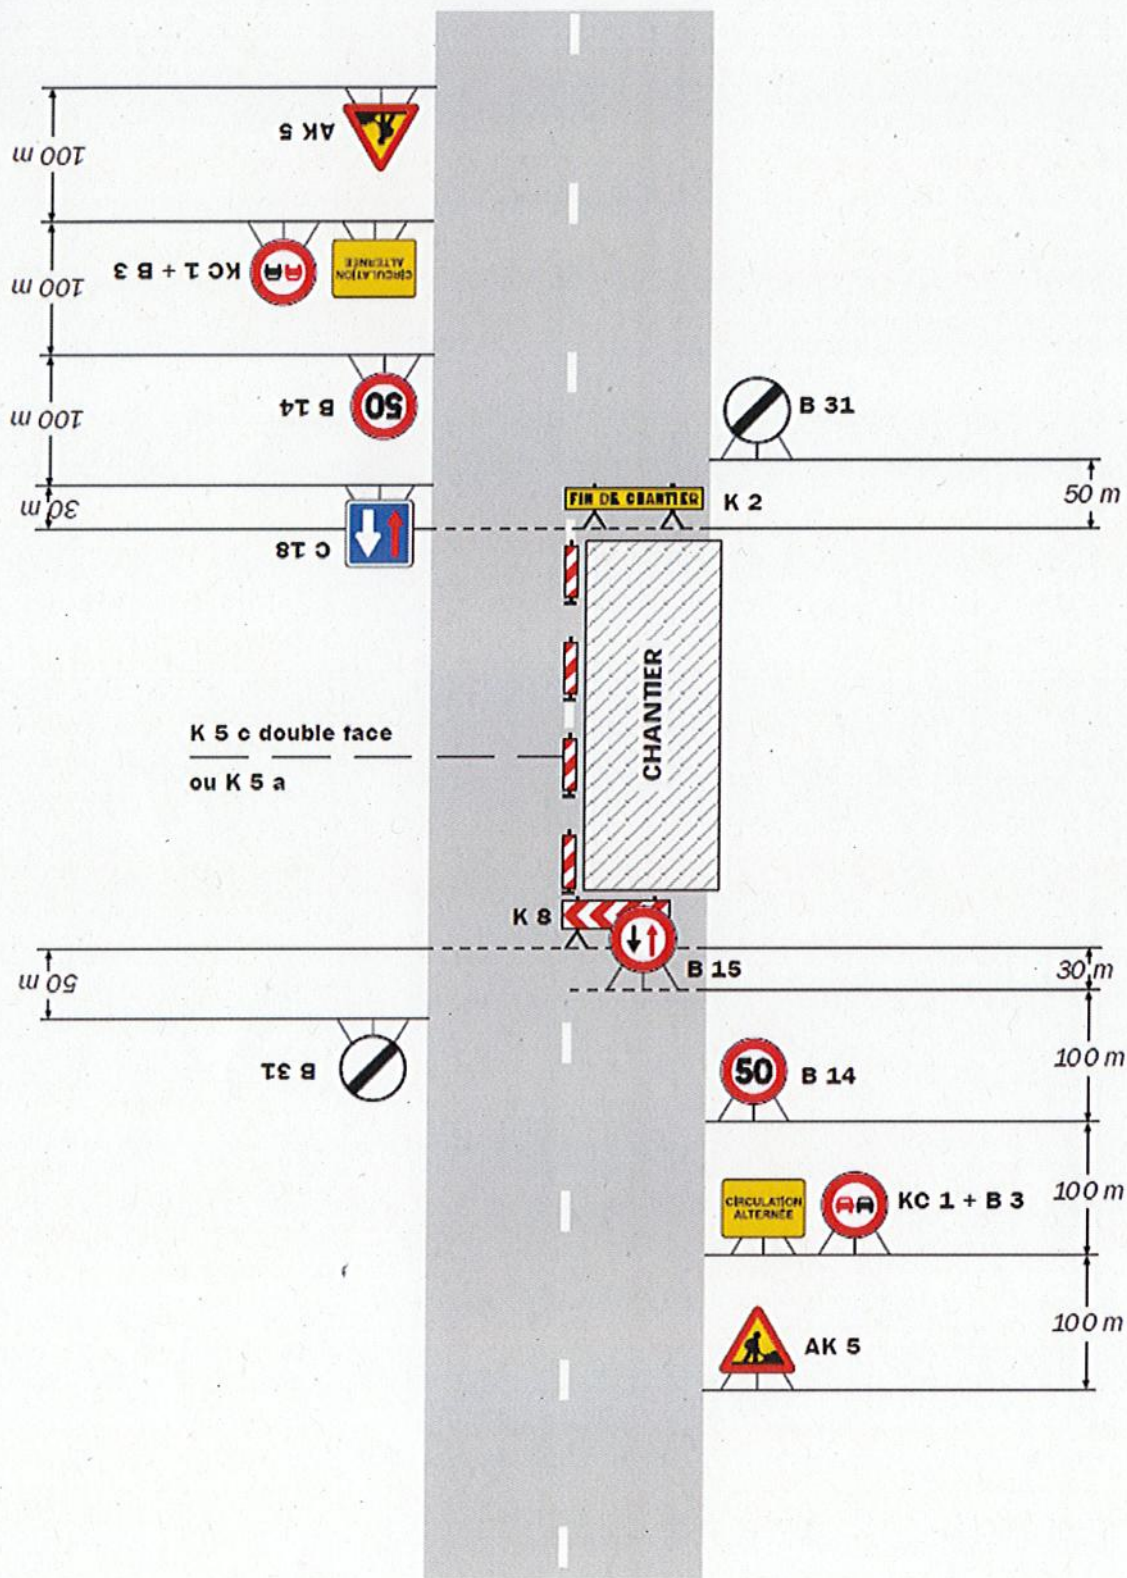 AK 5
100 m
KC 1 + B 3
CIRCULATION
ALTERNÉE
100 m
B 14
50
100 m
B 31
FIN DE CHANTIER
K 2
50 m
30 m
C 18
CHANTIER
K 5 c double face
ou K 5 a
K 8
B 15
30 m
50 m
B 31
50
B 14
100 m
CIRCULATION
ALTERNÉE
KC 1 + B 3
100 m
AK 5
100 m